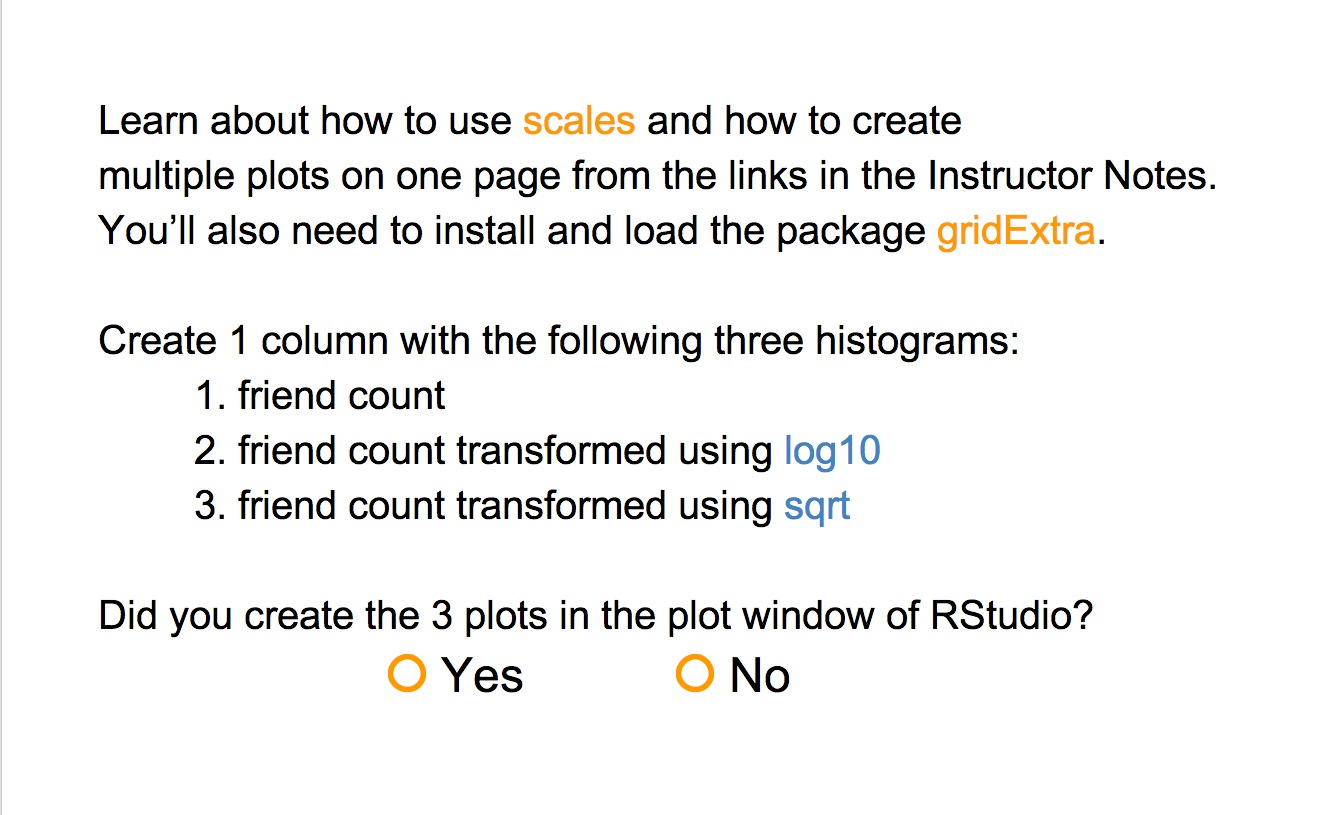 Learn about how to use scales and how to create
multiple plots on one page from the links in the Instructor Notes.
You’ll also need to install and load the package gridExtra.
Create 1 column with the following three histograms:
1. friend count
2. friend count transformed using log10
3. friend count transformed using sqrt
Did you create the 3 plots in the plot window of RStudio?
Yes No